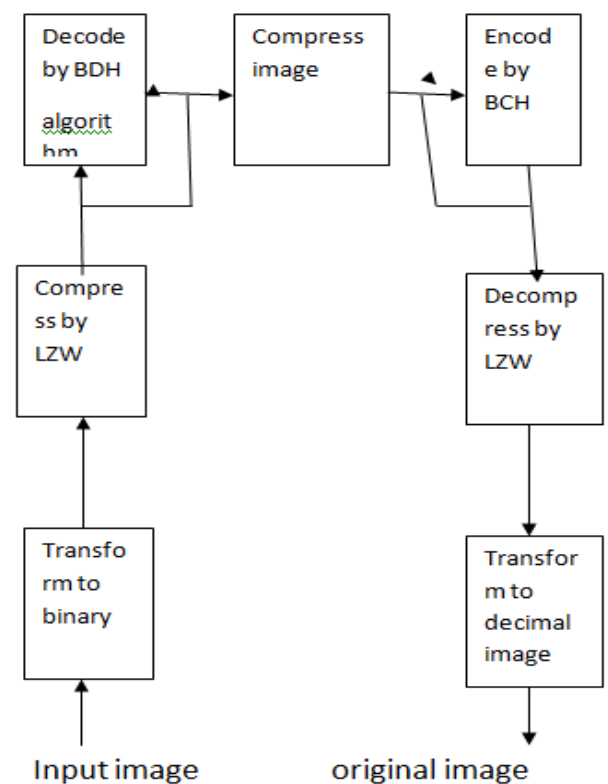 Decode
by BDH
algorit
hm
Compress
image
Encod
e by
BCH
Compre
ss by
LZW
Decomp
ress by
LZW
Transfo
rm to
binary
Transfor
m to
decimal
image
Input image
original image